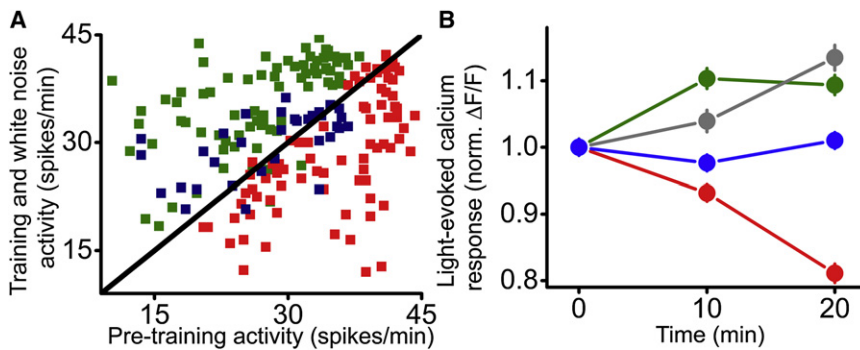 A
Training and white noise
activity (spikes/min)
45
30
15
15
30
45
Pre-training activity (spikes/min)
B
Light-evoked calcium
response (norm. ΔF/F)
1.1
1.0
0.9
0.8
0
10
20
Time (min)